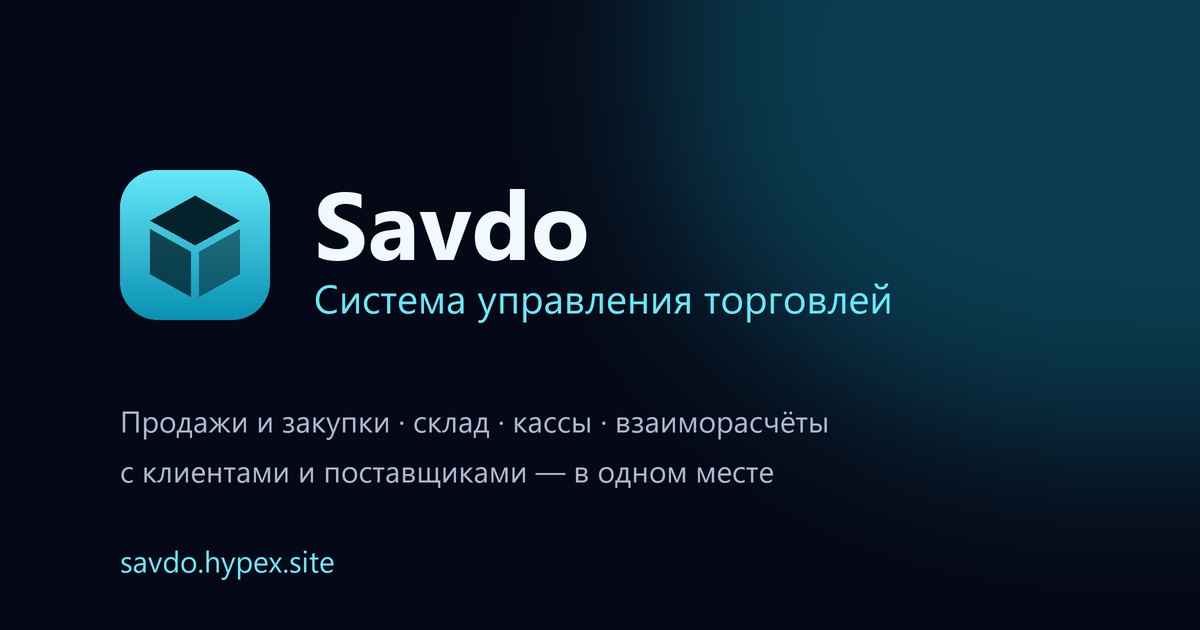 Savdo
Система управления торговлей
Продажи и закупки · склад · кассы · взаиморасчёты
с клиентами и поставщиками — в одном месте
savdo.hypex.site